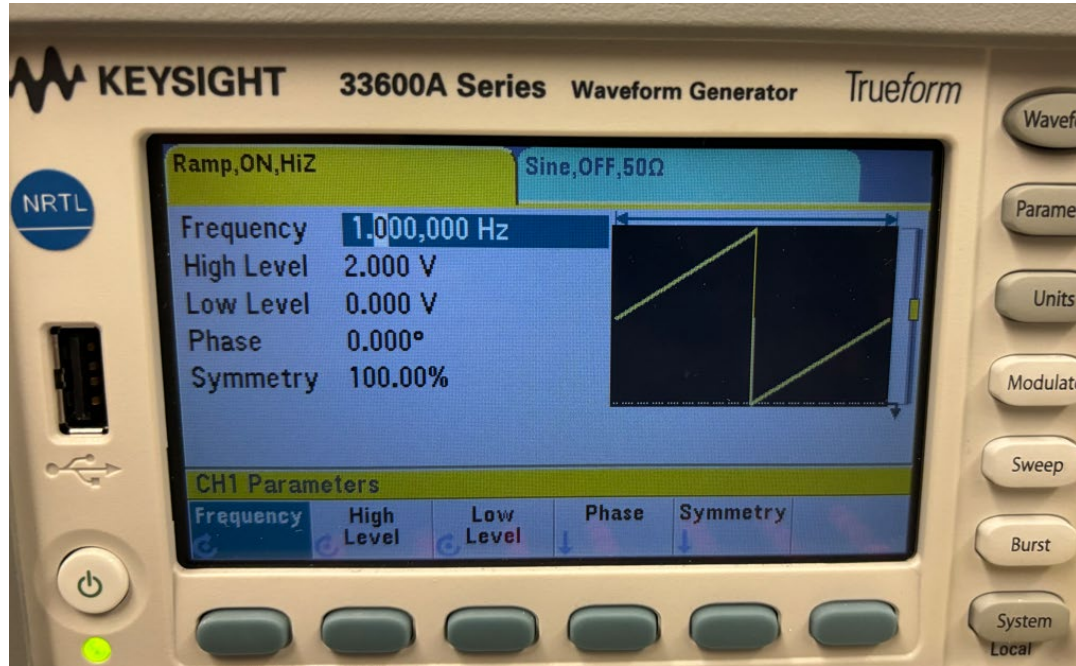 KEYSIGHT 33600A Series Waveform Generator Trueform
NRTL
Ramp,ON,HiZ Sine,OFF,50Ω
Frequency 1.000,000 Hz
High Level 2.000 V
Low Level 0.000 V
Phase 0.000°
Symmetry 100.00%
CH1 Parameters
Frequency High Level Low Level Phase Symmetry
Units
Sweep
Burst
System
Local